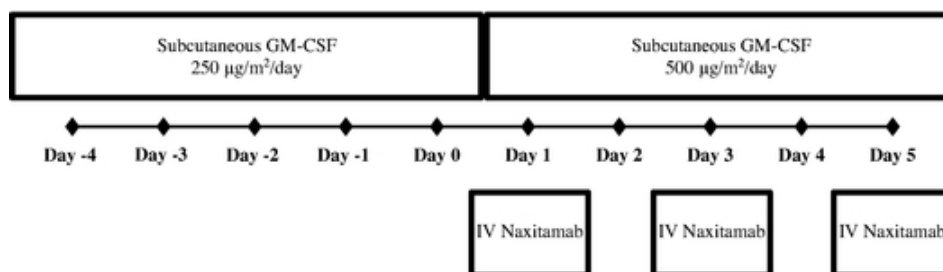 Subcutaneous GM-CSF
250 µg/m²/day
Subcutaneous GM-CSF
500 µg/m²/day
Day -4 Day -3 Day -2 Day -1 Day 0 Day 1 Day 2 Day 3 Day 4 Day 5
IV Naxitamab IV Naxitamab IV Naxitamab